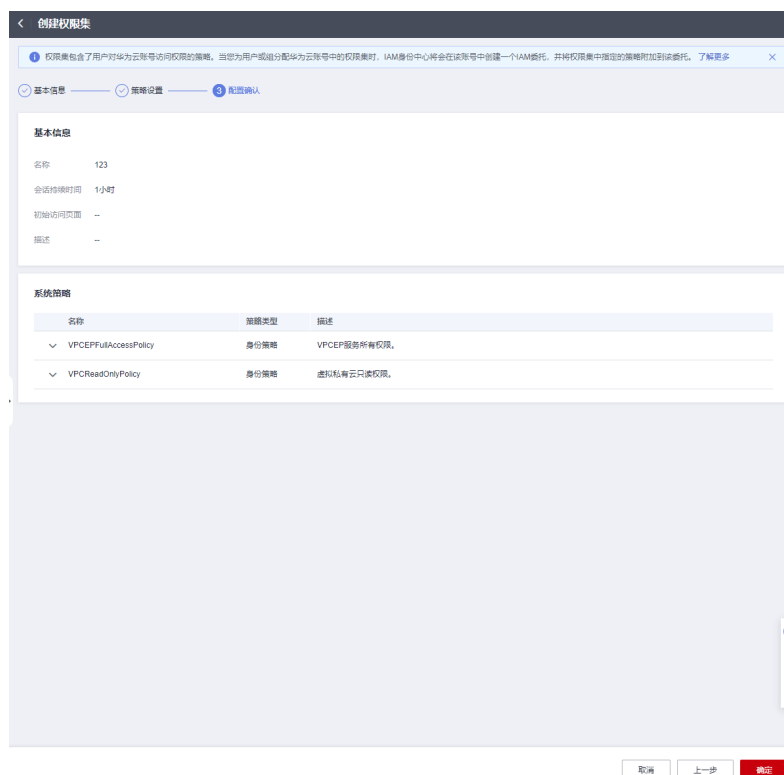 创建权限集
权限集包含了用户对华为云账号访问权限的策略。当您为用户或组分配华为云账号中的权限集时，IAM身份中心将会在该账号中创建一个IAM委托，并将权限集中指定的策略附加到该委托。 了解更多
基本信息 策略设置 3 配置确认
基本信息
名称 123
会话持续时间 1小时
初始访问页面 --
描述 --
系统策略
名称 策略类型 描述
VPCEPFullAccessPolicy 身份策略 VPCEP服务所有权限。
VPCReadOnlyPolicy 身份策略 虚拟私有云只读权限。
取消 上一步 确定